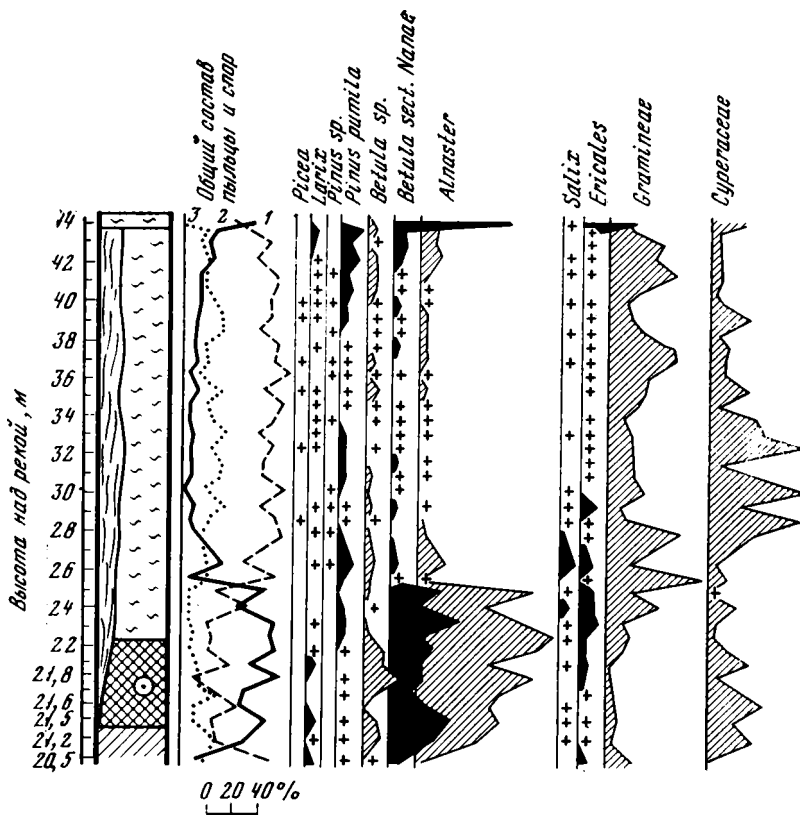 Общий состав
пыльцы и спор
Picea
Larix
Pinus sp.
Pinus pumila
Betula sp.
Betula sect. Nanae
Alnaster
Salix
Ericales
Gramineae
Cyperaceae
3 2 1
Высота над рекой, м
44
42
40
38
36
34
32
30
28
26
24
22
21,8
21,6
21,5
21,2
20,5
0 20 40%